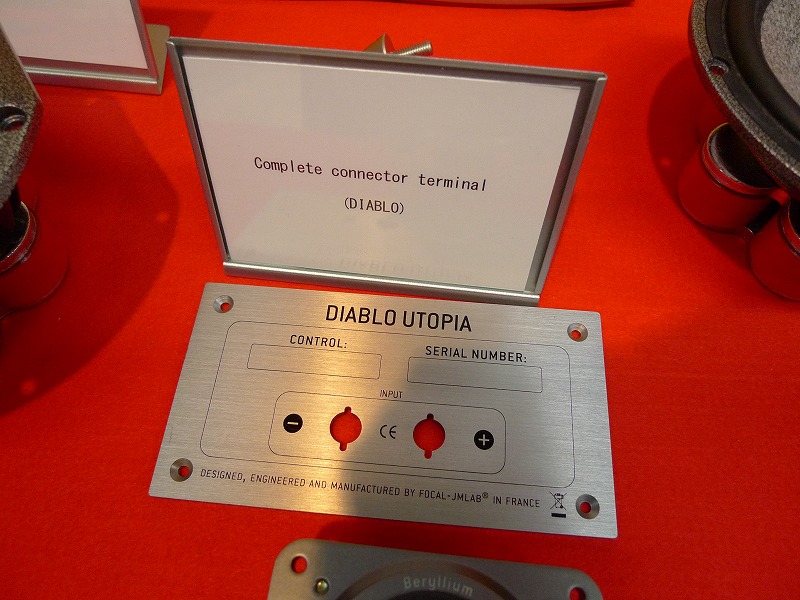 Complete connector terminal
(DIABLO)
DIABLO UTOPIA
CONTROL:
SERIAL NUMBER:
INPUT
− CE +
DESIGNED, ENGINEERED AND MANUFACTURED BY FOCAL-JMLAB® IN FRANCE
Beryllium